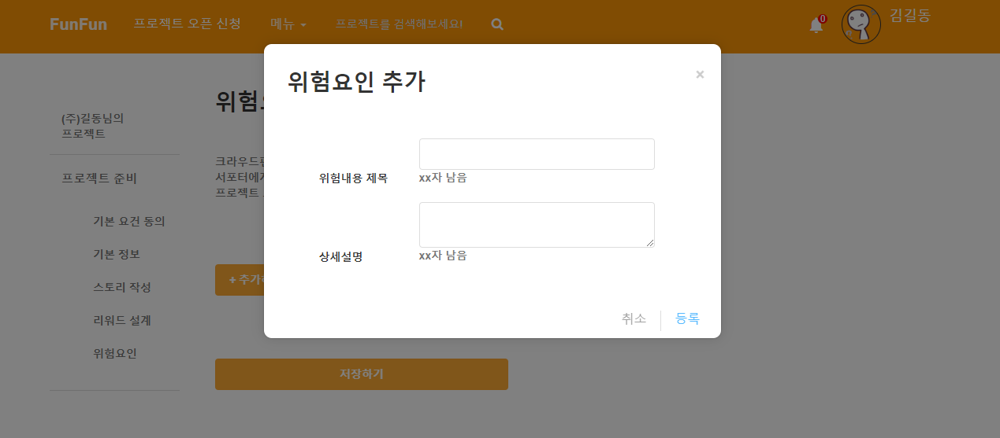 FunFun 프로젝트 오픈 신청 메뉴 프로젝트를 검색해보세요! 0 김길동
위험요인 추가 ×
위험
(주)길동님의
프로젝트
프로젝트 준비
기본 요건 동의
기본 정보
스토리 작성
리워드 설계
위험요인
크라우드
서포터에
프로젝트
위험내용 제목
xx자 남음
상세설명
xx자 남음
+ 추가
취소 등록
저장하기